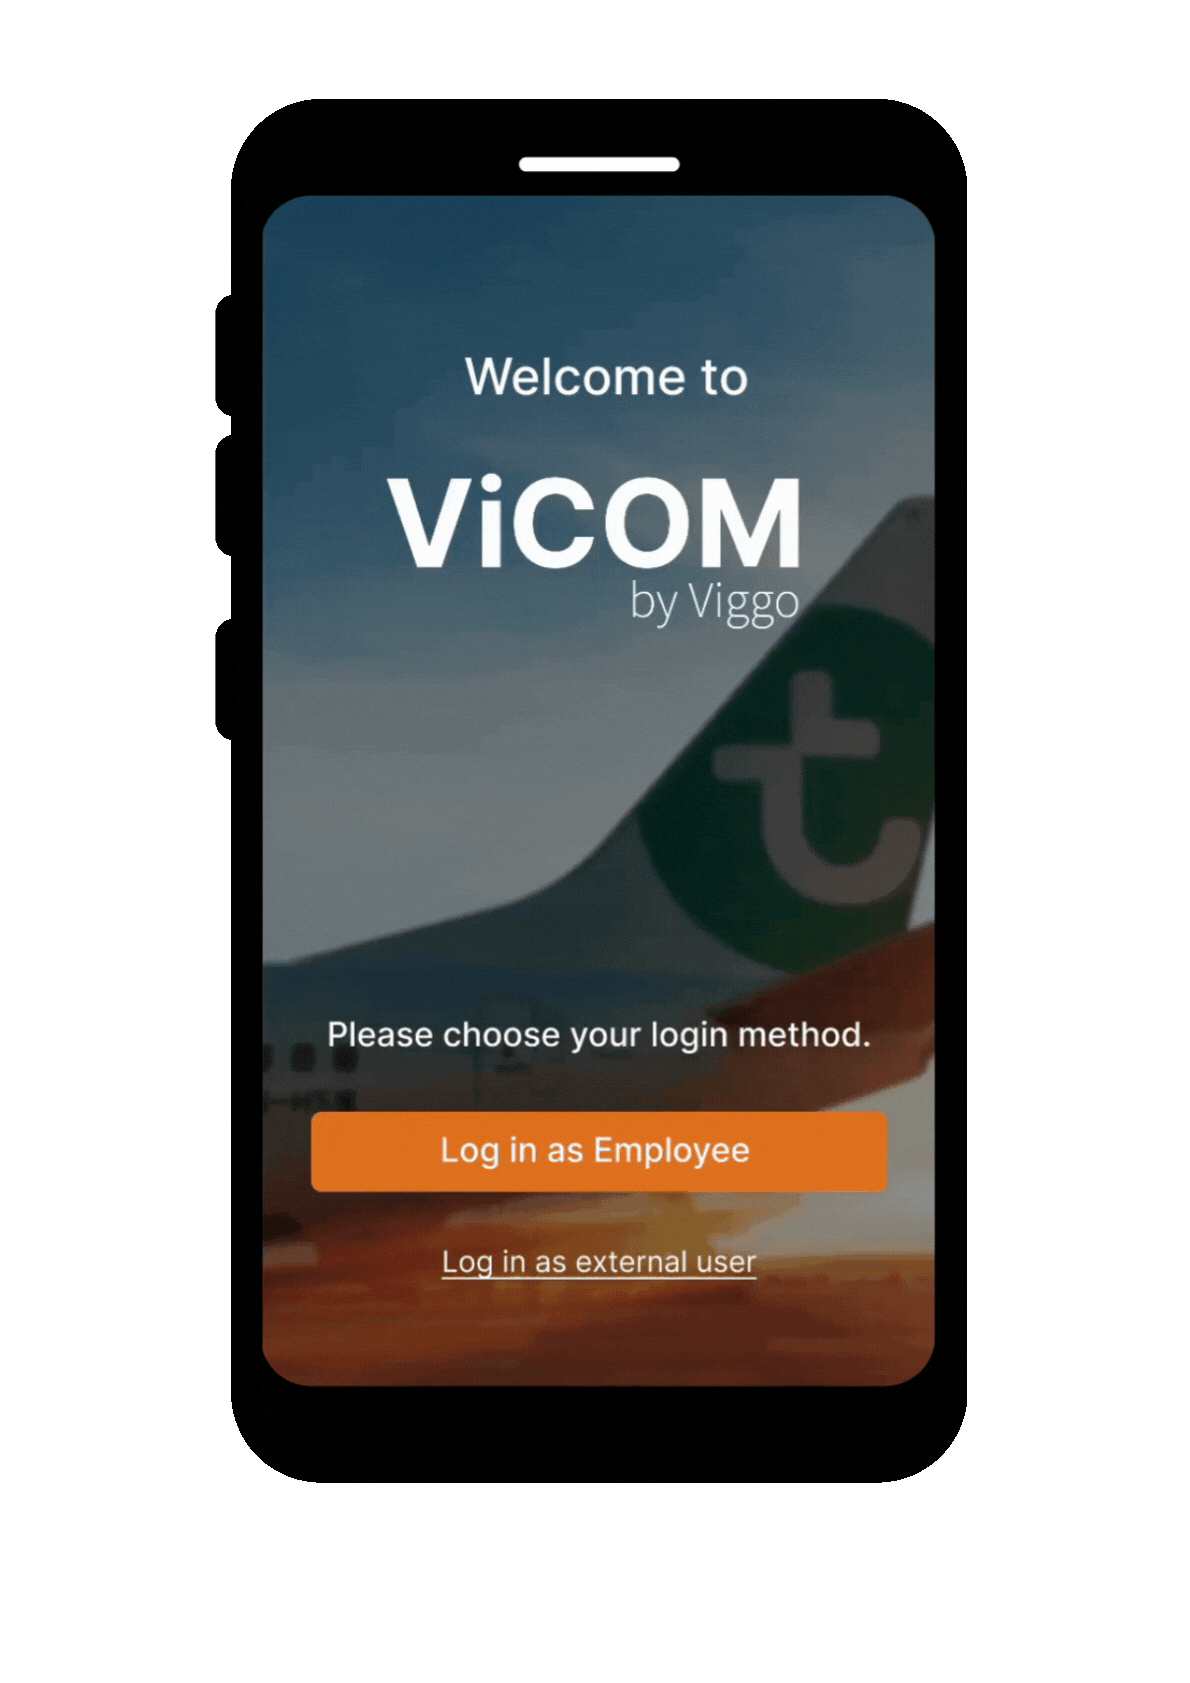 Welcome to
ViCOM
by Viggo
t
Please choose your login method.
Log in as Employee
Log in as external user